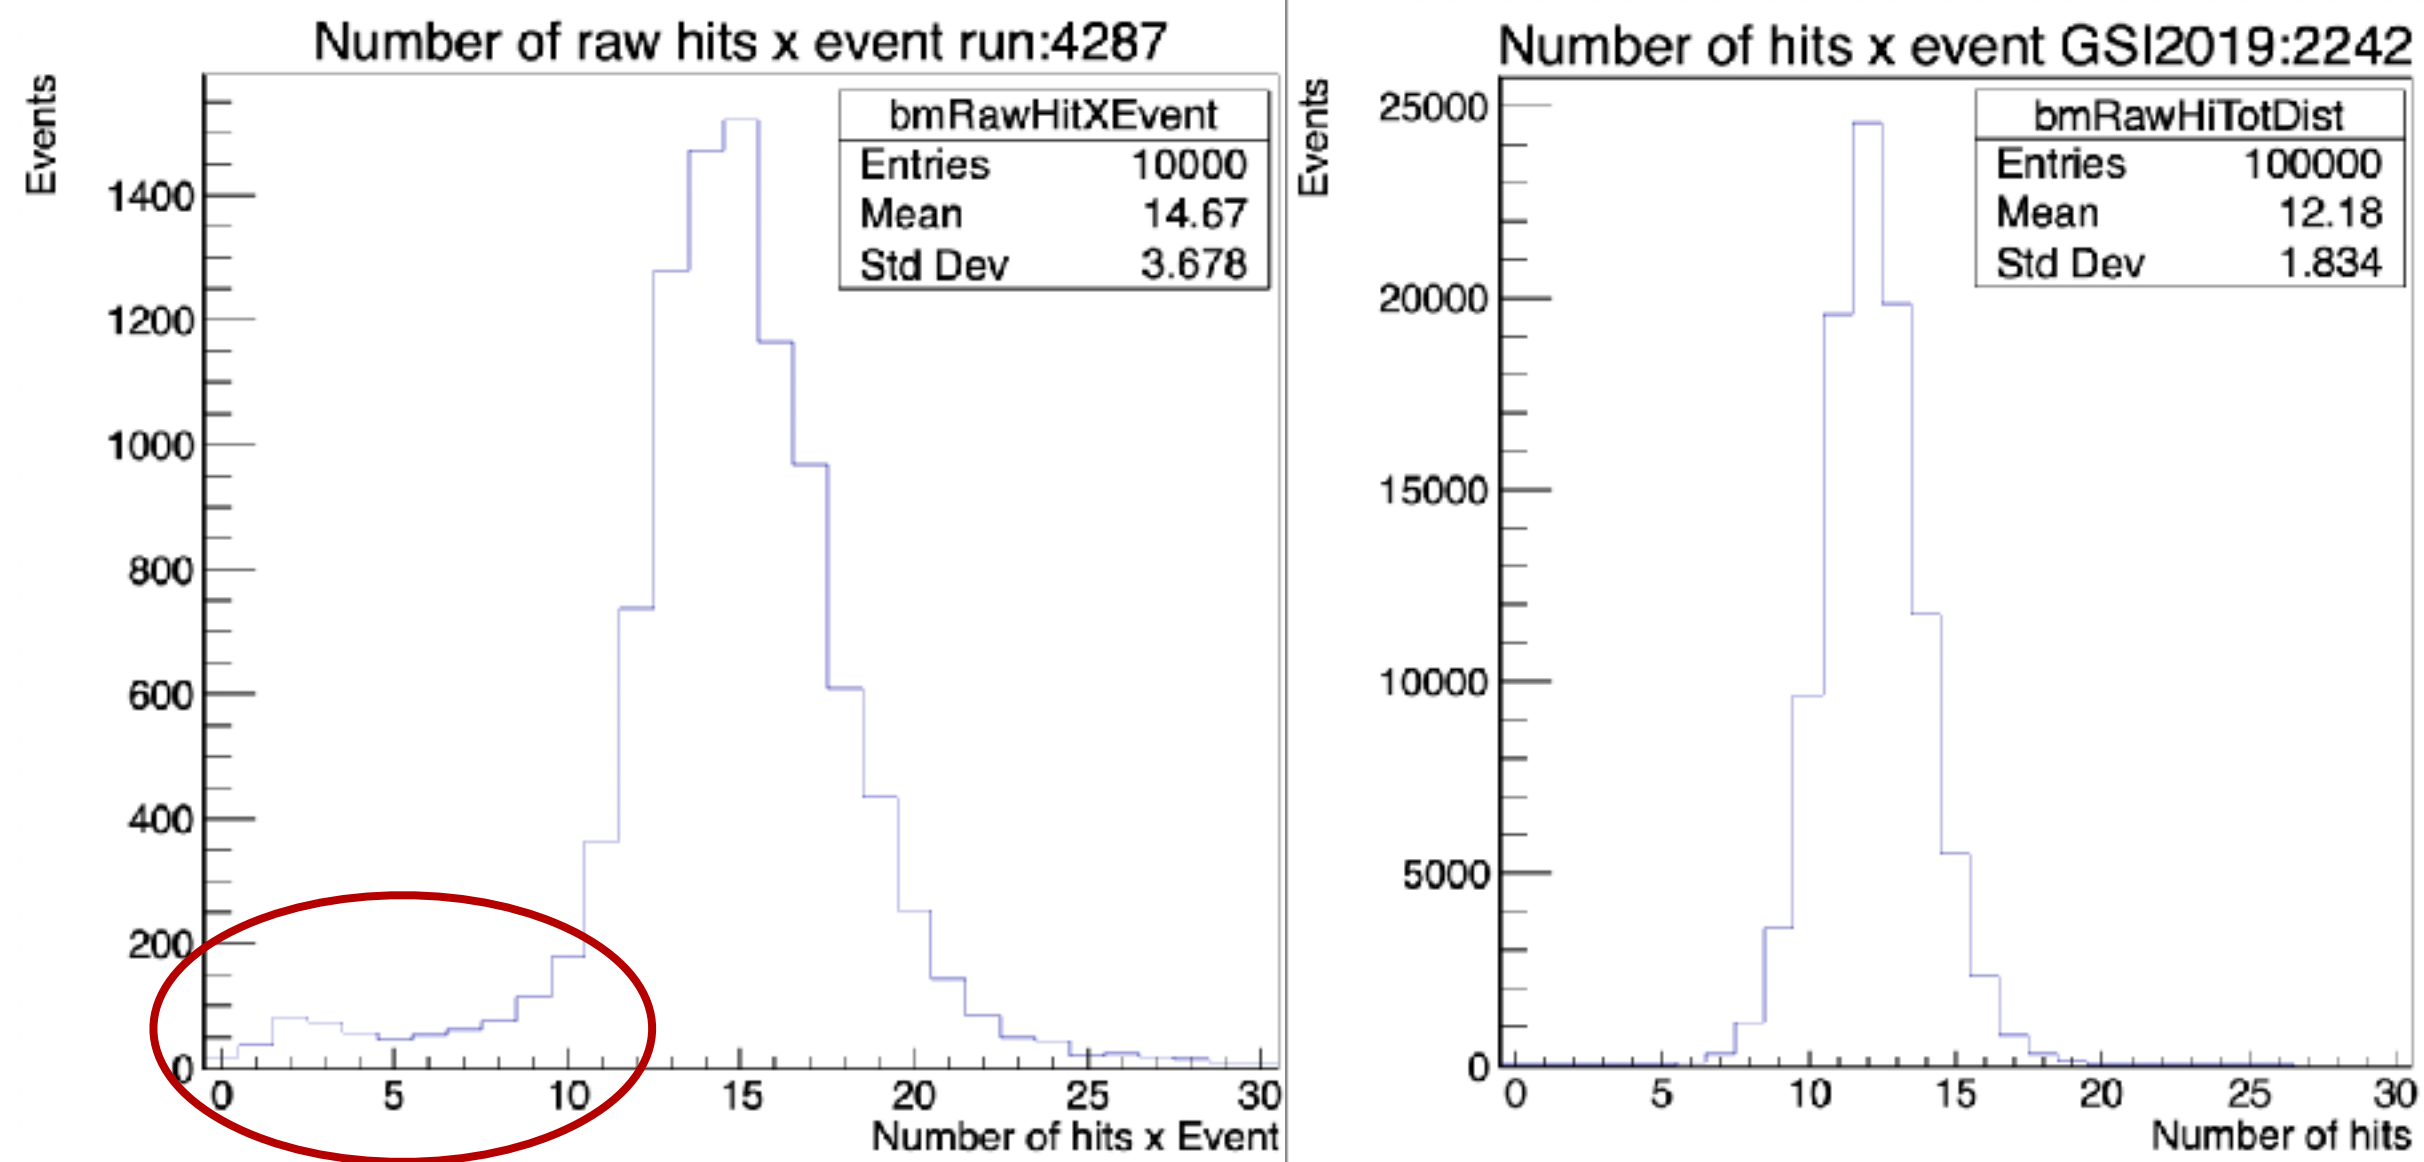 Number of raw hits x event run:4287
Events
bmRawHitXEvent
Entries 10000
Mean 14.67
Std Dev 3.678
1400
1200
1000
800
600
400
200
0
0 5 10 15 20 25 30
Number of hits x Event
Number of hits x event GSI2019:2242
Events
bmRawHiTotDist
Entries 100000
Mean 12.18
Std Dev 1.834
25000
20000
15000
10000
5000
0
0 5 10 15 20 25 30
Number of hits